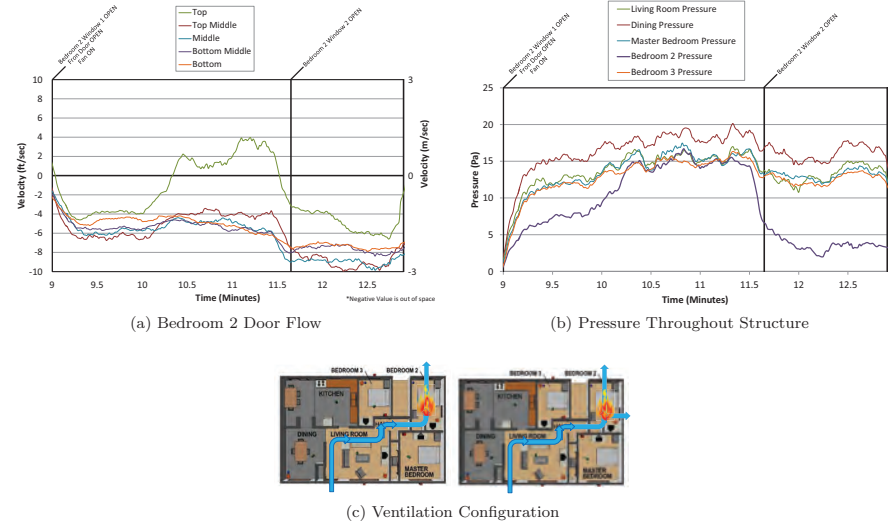 Bedroom 2 Window 1 OPEN
Fron Door OPEN
Fan ON
Top
Top Middle
Middle
Bottom Middle
Bottom
Bedroom 2 Window 2 OPEN
10
8
6
4
2
0
-2
-4
-6
-8
-10
Velocity (ft/sec)
3
0
-3
Velocity (m/sec)
9
9.5
10
10.5
11
11.5
12
12.5
Time (Minutes)
*Negative Value is out of space
(a) Bedroom 2 Door Flow
Bedroom 2 Window 1 OPEN
Fron Door OPEN
Fan ON
Living Room Pressure
Dining Pressure
Master Bedroom Pressure
Bedroom 2 Pressure
Bedroom 3 Pressure
Bedroom 2 Window 2 OPEN
25
20
15
10
5
0
Pressure (Pa)
9
9.5
10
10.5
11
11.5
12
12.5
Time (Minutes)
(b) Pressure Throughout Structure
BEDROOM 3
BEDROOM 2
KITCHEN
DINING
LIVING ROOM
MASTER
BEDROOM
BEDROOM 3
BEDROOM 2
KITCHEN
DINING
LIVING ROOM
MASTER
BEDROOM
(c) Ventilation Configuration